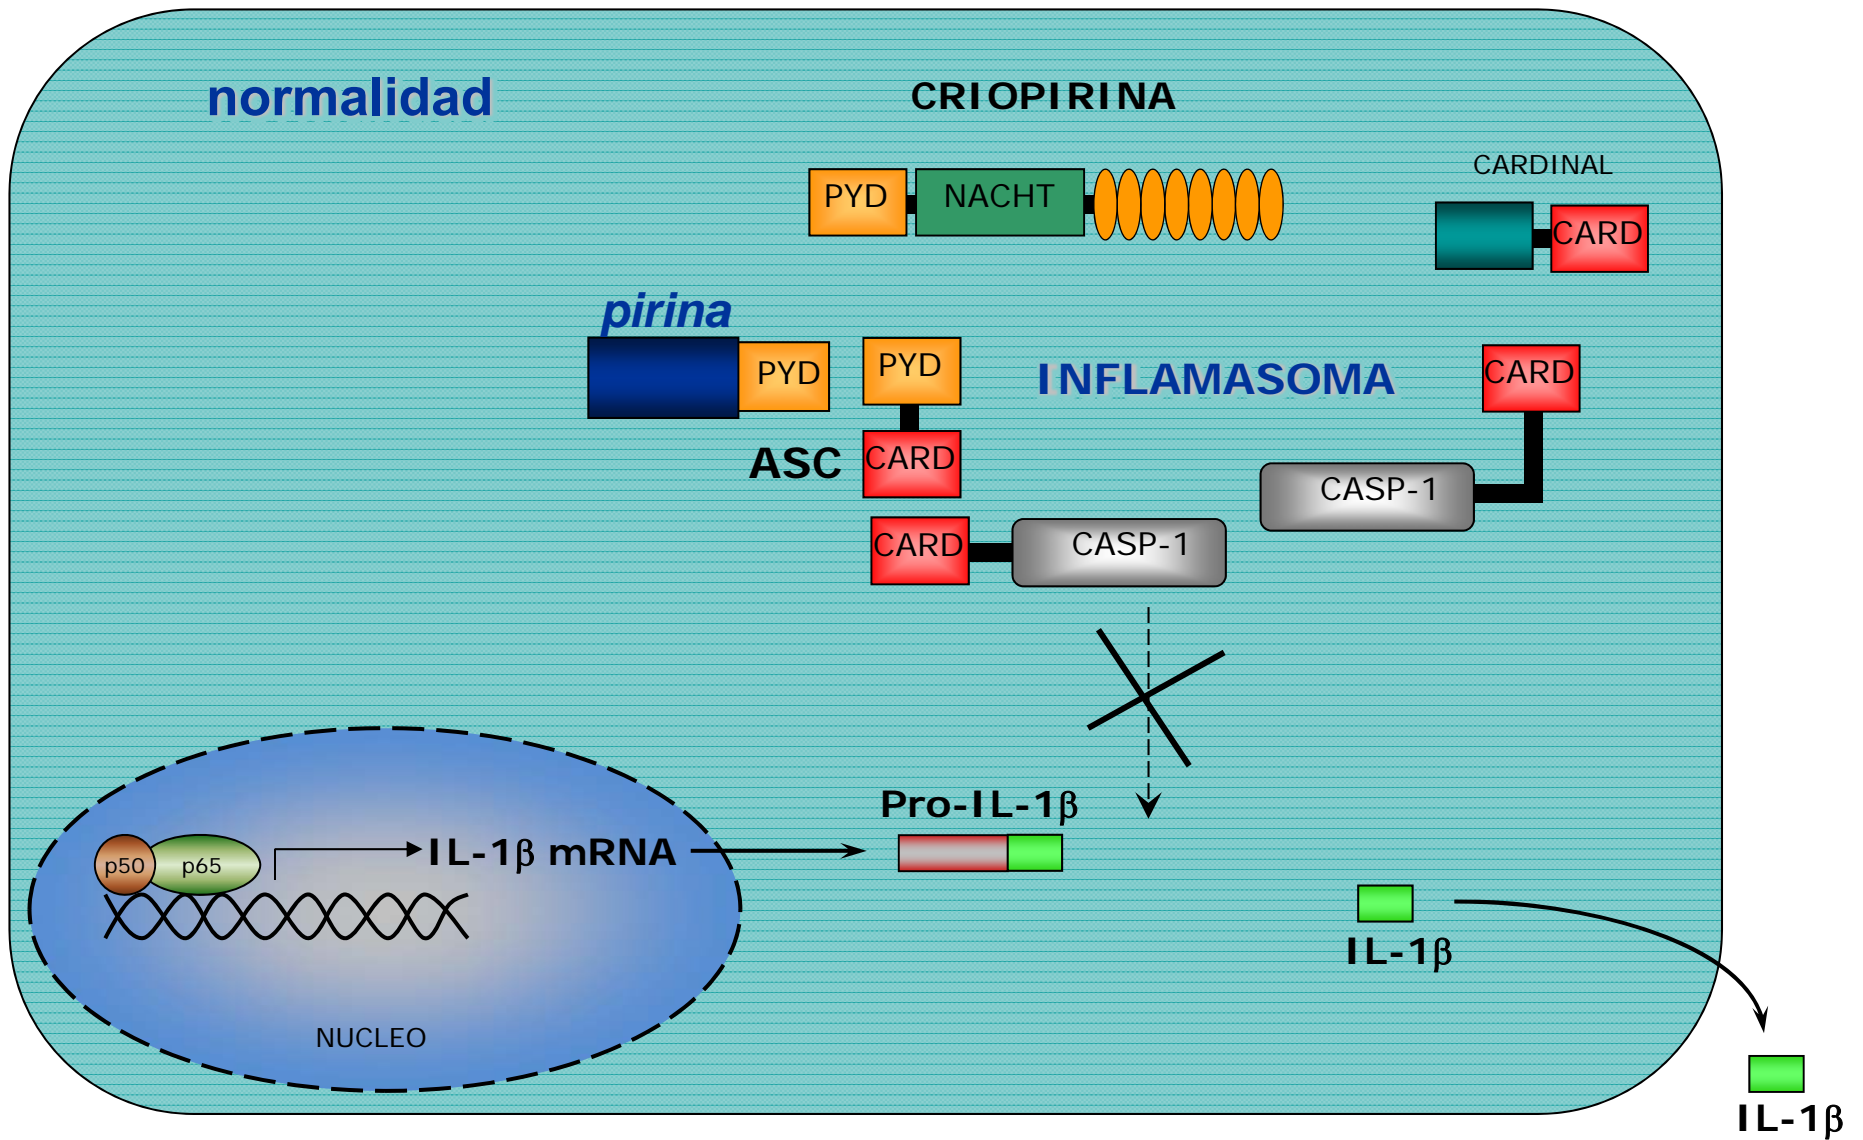 normalidad
CRIOPIRINA
CARDINAL
PYD
NACHT
CARD
pirina
PYD
PYD
INFLAMASOMA
CARD
ASC
CARD
CASP-1
CARD
CASP-1
Pro-IL-1β
p50
p65
IL-1β mRNA
IL-1β
NUCLEO
IL-1β